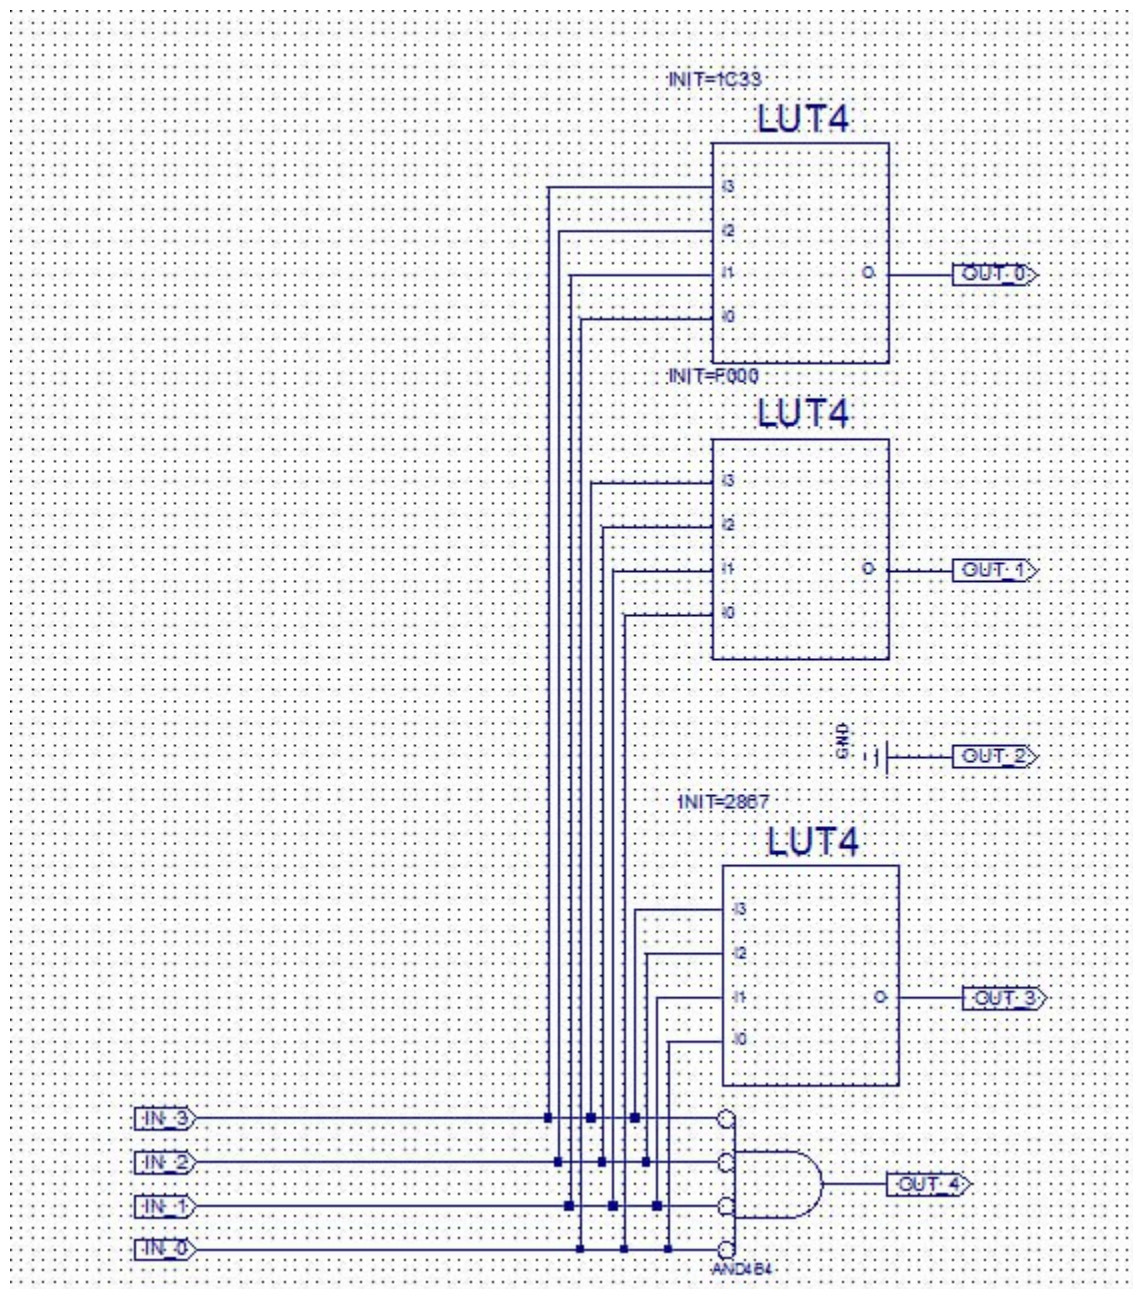 INIT=1C33
LUT4
I3
I2
I1
O
OUT_0
I0
INIT=F000
LUT4
I3
I2
I1
O
OUT_1
I0
GND
OUT_2
INIT=2867
LUT4
I3
I2
I1
O
OUT_3
I0
IN_3
IN_2
OUT_4
IN_1
IN_0
AND4B4